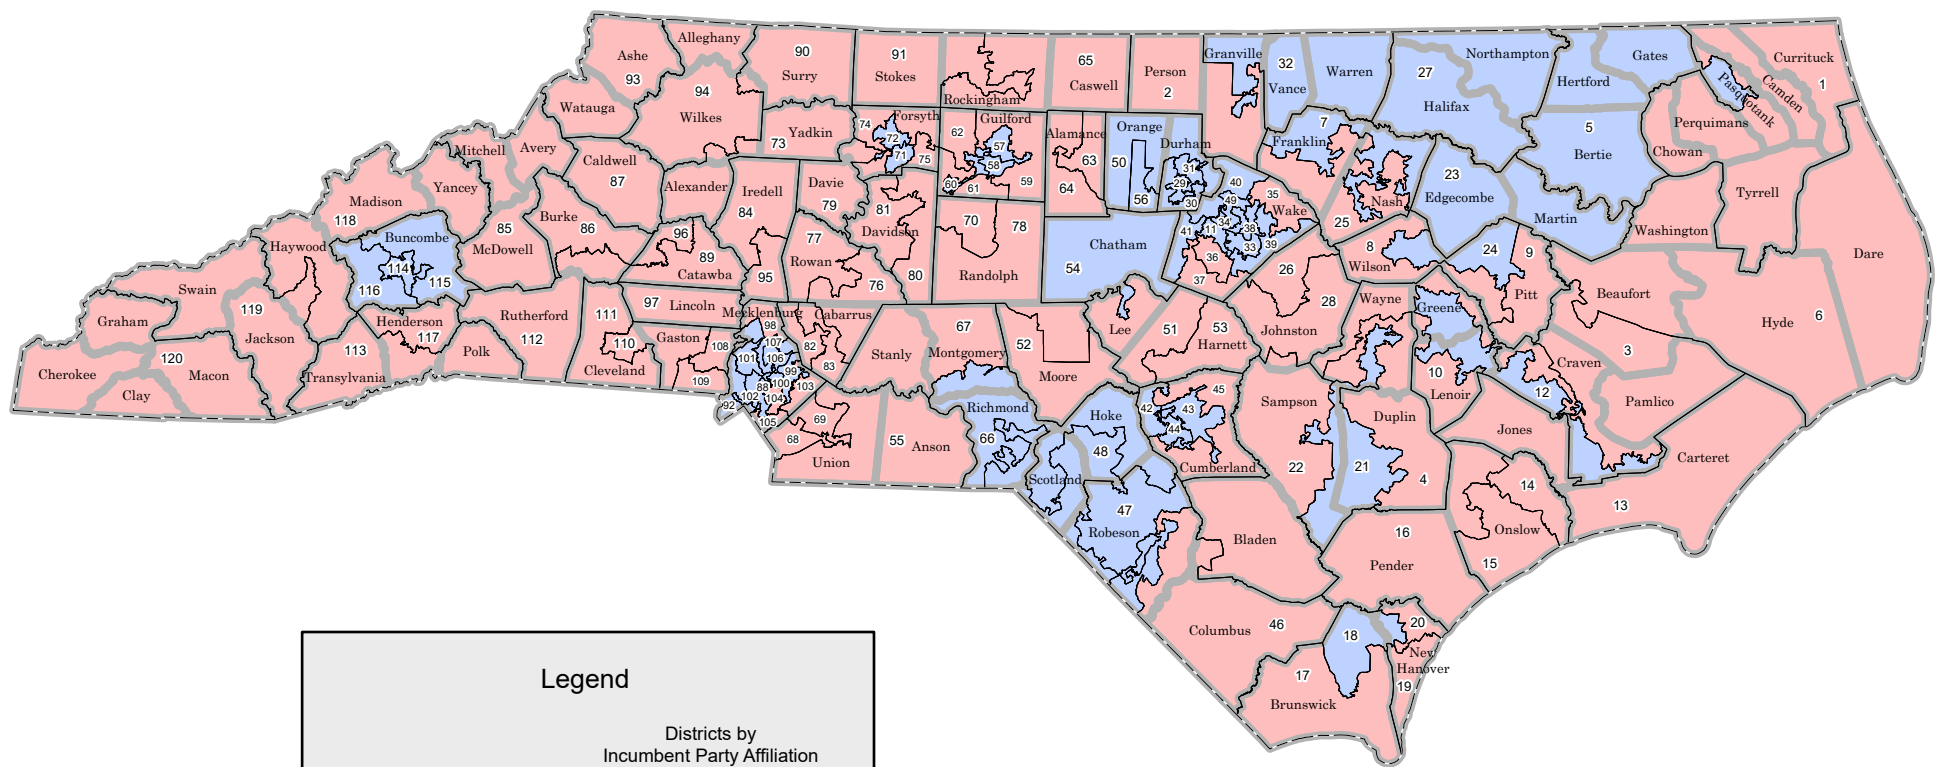 Ashe
93
Alleghany
90
Surry
91
Stokes
Rockingham
65
Caswell
Person
2
Granville
32
Vance
Warren
27
Northampton
Halifax
Hertford
Gates
Pasquotank
Camden
Currituck
1
Perquimans
Chowan
Watauga
94
Wilkes
73
Yadkin
74
Forsyth
72
71
75
62
Guilford
57
58
59
60
61
Alamance
63
64
Orange
50
56
Durham
31
29
30
7
Franklin
Nash
25
23
Edgecombe
5
Bertie
Martin
Washington
Tyrrell
Dare
Mitchell
Avery
Yancey
Caldwell
87
Alexander
Iredell
84
Davie
79
81
Davidson
80
70
78
Randolph
Chatham
54
40
49
35
Wake
41
11
34
38
33
39
36
37
Madison
118
Buncombe
114
115
116
McDowell
85
Burke
86
96
89
Catawba
95
77
Rowan
76
26
28
Johnston
8
Wilson
24
9
Pitt
Beaufort
Hyde
6
Haywood
Swain
119
Graham
Jackson
Cherokee
120
Macon
Clay
Henderson
117
113
Transylvania
Polk
Rutherford
112
111
110
Cleveland
97
Lincoln
Gaston
108
109
Mecklenburg
98
107
101
106
99
88
100
103
102
104
92
105
Cabarrus
82
83
Stanly
67
Montgomery
52
Moore
Lee
51
53
Harnett
Wayne
Greene
10
Lenoir
12
Craven
3
Pamlico
Jones
Carteret
13
69
68
Union
55
Anson
Richmond
66
Scotland
Hoke
48
42
43
44
45
Cumberland
Sampson
22
Duplin
21
4
14
Onslow
15
47
Robeson
Bladen
16
Pender
Columbus
46
18
20
New
Hanover
19
17
Brunswick
Legend
Districts by
Incumbent Party Affiliation